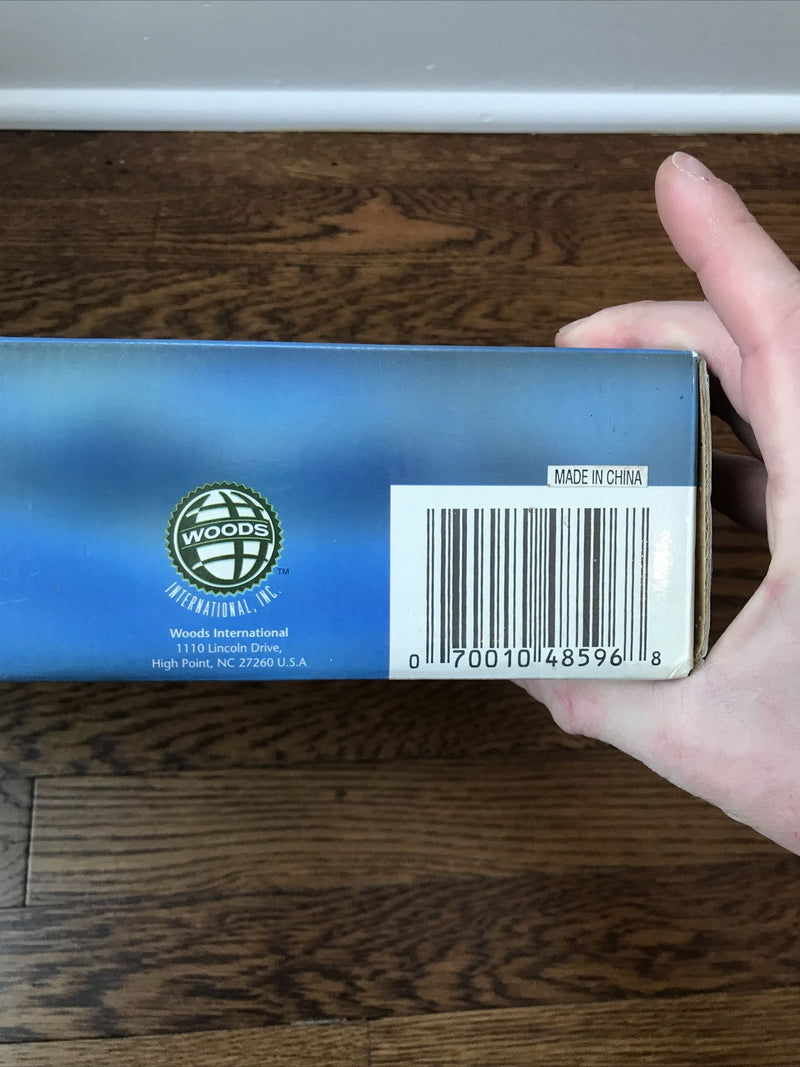 MADE IN CHINA
WOODS
TM
INTERNATIONAL, INC.
Woods International
1110 Lincoln Drive,
High Point, NC 27260 U.S.A
0 70010 48596 8